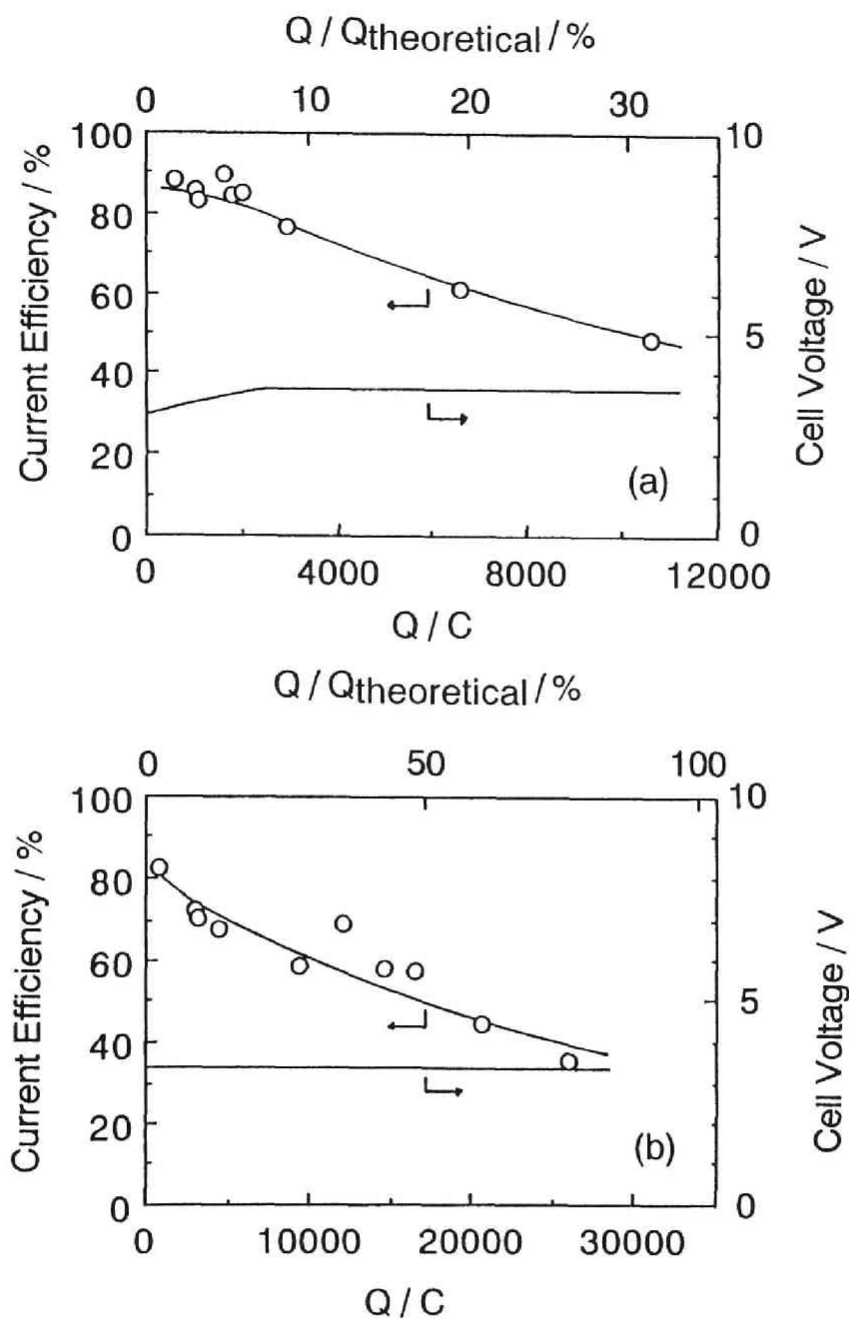 Q / Qtheoretical / %
0 10 20 30
100 10
80
60
5
40
20
0 0
Current Efficiency / %
Cell Voltage / V
(a)
0 4000 8000 12000
Q / C
Q / Qtheoretical / %
0 50 100
100 10
80
60
5
40
20
0 0
Current Efficiency / %
Cell Voltage / V
(b)
0 10000 20000 30000
Q / C